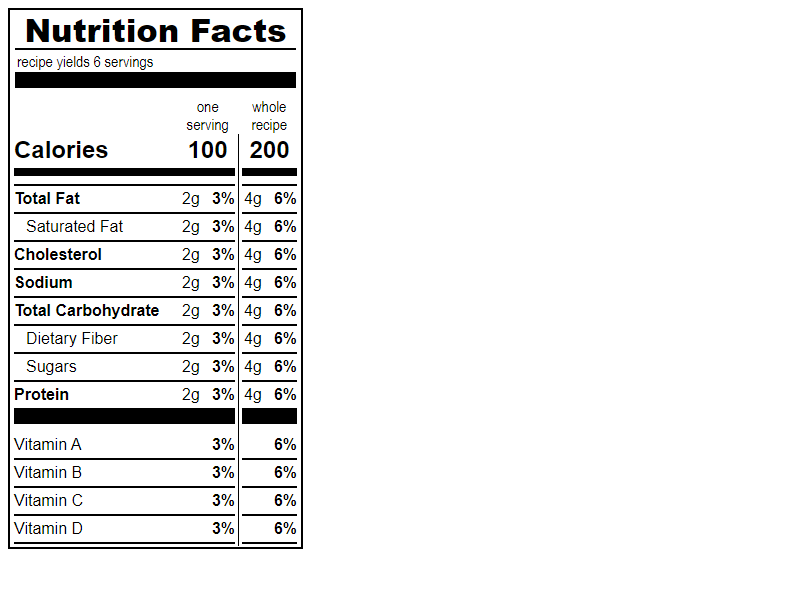 Nutrition Facts
recipe yields 6 servings
one serving whole recipe
Calories 100 200
Total Fat 2g 3% 4g 6%
Saturated Fat 2g 3% 4g 6%
Cholesterol 2g 3% 4g 6%
Sodium 2g 3% 4g 6%
Total Carbohydrate 2g 3% 4g 6%
Dietary Fiber 2g 3% 4g 6%
Sugars 2g 3% 4g 6%
Protein 2g 3% 4g 6%
Vitamin A 3% 6%
Vitamin B 3% 6%
Vitamin C 3% 6%
Vitamin D 3% 6%